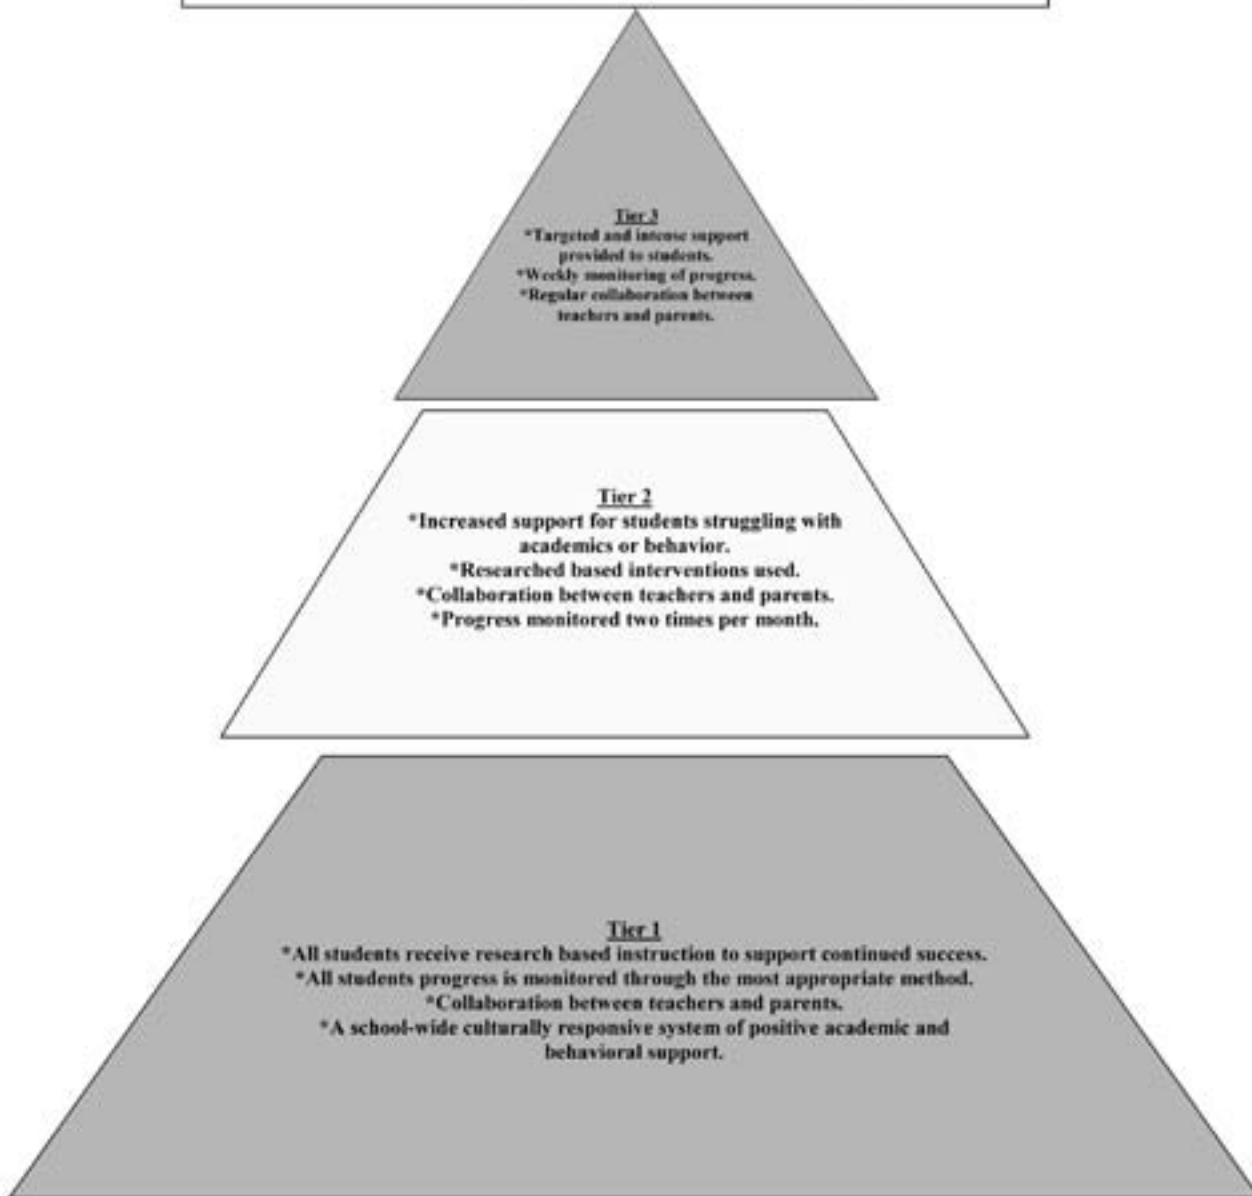 Tier 3
*Targeted and intense support
provided to students.
*Weekly monitoring of progress.
*Regular collaboration between
teachers and parents.
Tier 2
*Increased support for students struggling with
academics or behavior.
*Researched based interventions used.
*Collaboration between teachers and parents.
*Progress monitored two times per month.
Tier 1
*All students receive research based instruction to support continued success.
*All students progress is monitored through the most appropriate method.
*Collaboration between teachers and parents.
*A school-wide culturally responsive system of positive academic and
behavioral support.